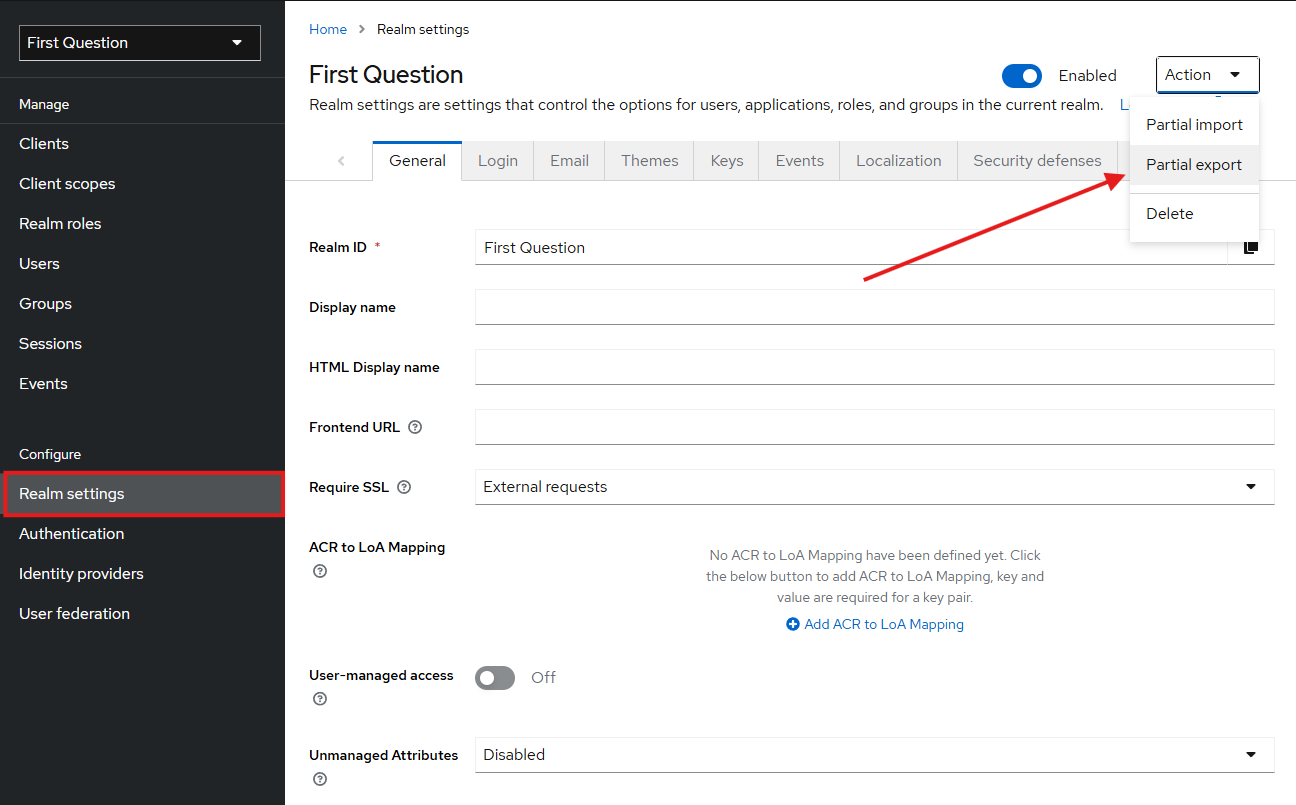 First Question
Manage
Clients
Client scopes
Realm roles
Users
Groups
Sessions
Events
Configure
Realm settings
Authentication
Identity providers
User federation
Home > Realm settings
First Question
Enabled
Action
Realm settings are settings that control the options for users, applications, roles, and groups in the current realm. L
Partial import
Partial export
Delete
General Login Email Themes Keys Events Localization Security defenses
Realm ID *
First Question
Display name
HTML Display name
Frontend URL
Require SSL
External requests
ACR to LoA Mapping
No ACR to LoA Mapping have been defined yet. Click
the below button to add ACR to LoA Mapping, key and
value are required for a key pair.
Add ACR to LoA Mapping
User-managed access
Off
Unmanaged Attributes
Disabled